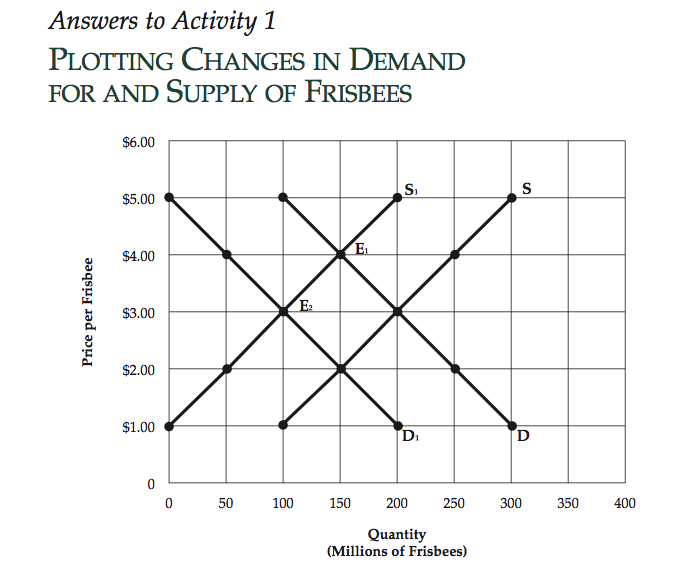 Answers to Activity 1
PLOTTING CHANGES IN DEMAND
FOR AND SUPPLY OF FRISBEES
$6.00
$5.00
$4.00
$3.00
$2.00
$1.00
0
Price per Frisbee
S1
S
E1
E2
D1
D
0 50 100 150 200 250 300 350 400
Quantity
(Millions of Frisbees)